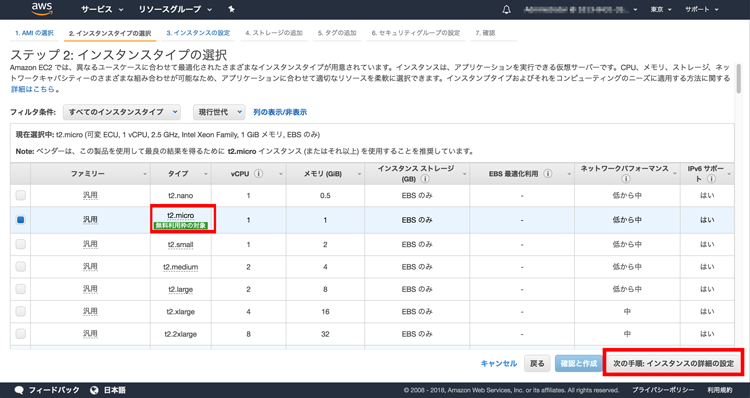 aws サービス リソースグループ 東京 サポート
1. AMI の選択 2. インスタンスタイプの選択 3. インスタンスの設定 4. ストレージの追加 5. タグの追加 6. セキュリティグループの設定 7. 確認
ステップ 2: インスタンスタイプの選択
Amazon EC2 では、異なるユースケースに合わせて最適化されたさまざまなインスタンスタイプが用意されています。インスタンスは、アプリケーションを実行できる仮想サーバーです。CPU、メモリ、ストレージ、ネッ
トワークキャパシティーのさまざまな組み合わせが可能なため、アプリケーションに合わせて適切なリソースを柔軟に選択できます。インスタンスタイプおよびそれをコンピューティングのニーズに適用する方法に関する
詳細はこちら。
フィルタ条件: すべてのインスタンスタイプ 現行世代 列の表示/非表示
現在選択中: t2.micro (可変 ECU, 1 vCPU, 2.5 GHz, Intel Xeon Family, 1 GiB メモリ, EBS のみ)
Note: ベンダーは、この製品を使用して最良の結果を得るために t2.micro インスタンス (またはそれ以上) を使用することを推奨しています。
ファミリー タイプ vCPU メモリ (GiB) インスタンス ストレージ (GB) EBS 最適化利用 ネットワークパフォーマンス IPv6 サポート
汎用 t2.nano 1 0.5 EBS のみ - 低から中 はい
汎用 t2.micro 無料利用枠の対象 1 1 EBS のみ - 低から中 はい
汎用 t2.small 1 2 EBS のみ - 低から中 はい
汎用 t2.medium 2 4 EBS のみ - 低から中 はい
汎用 t2.large 2 8 EBS のみ - 低から中 はい
汎用 t2.xlarge 4 16 EBS のみ - 中 はい
汎用 t2.2xlarge 8 32 EBS のみ - 中 はい
キャンセル 戻る 確認と作成 次の手順: インスタンスの詳細の設定
フィードバック 日本語 © 2008 - 2018, Amazon Web Services, Inc. or its affiliates. All rights reserved. プライバシーポリシー 利用規約